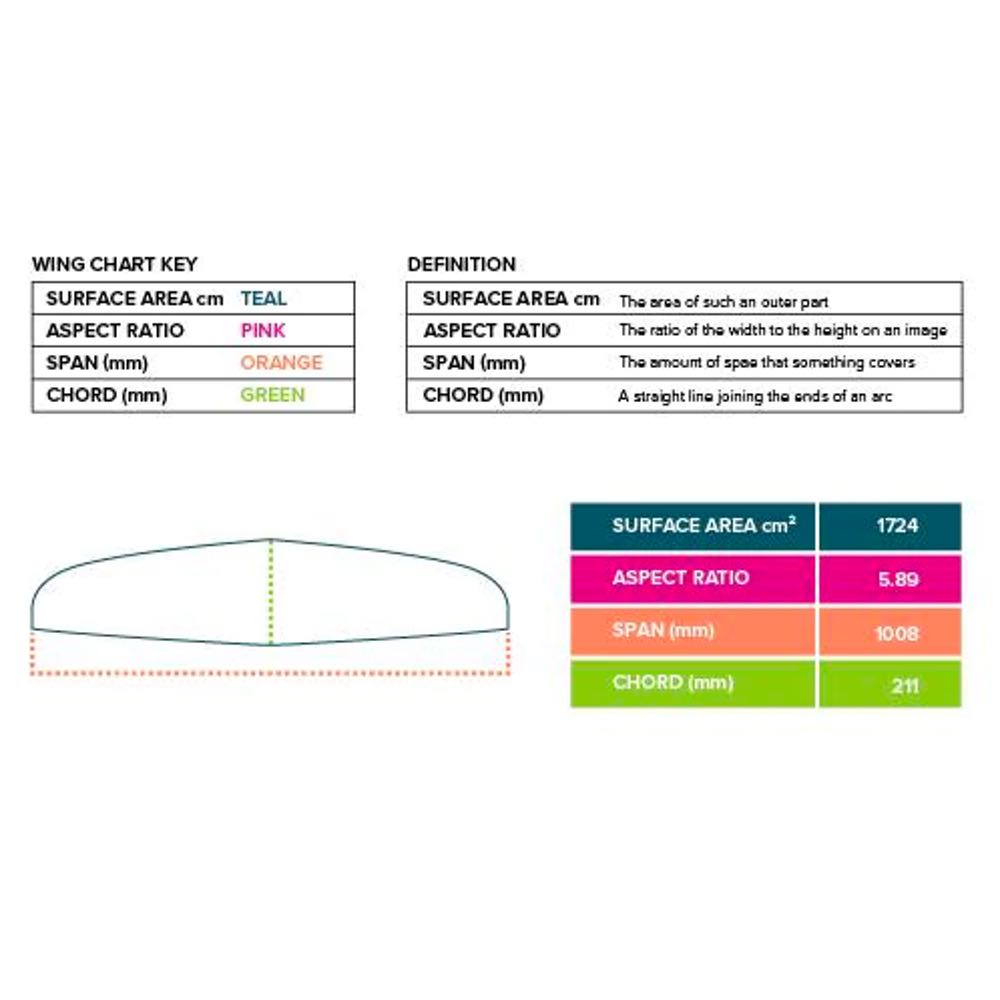 WING CHART KEY
SURFACE AREA cm TEAL
ASPECT RATIO PINK
SPAN (mm) ORANGE
CHORD (mm) GREEN
DEFINITION
SURFACE AREA cm The area of such an outer part
ASPECT RATIO The ratio of the width to the height on an image
SPAN (mm) The amount of spae that something covers
CHORD (mm) A straight line joining the ends of an arc
SURFACE AREA cm² 1724
ASPECT RATIO 5.89
SPAN (mm) 1008
CHORD (mm) 211